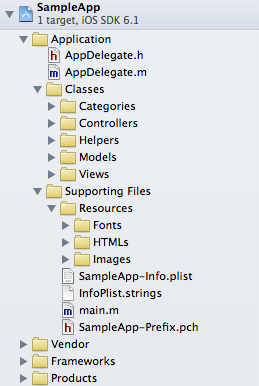 SampleApp
1 target, iOS SDK 6.1
Application
h AppDelegate.h
m AppDelegate.m
Classes
Categories
Controllers
Helpers
Models
Views
Supporting Files
Resources
Fonts
HTMLs
Images
SampleApp-Info.plist
InfoPlist.strings
m main.m
h SampleApp-Prefix.pch
Vendor
Frameworks
Products